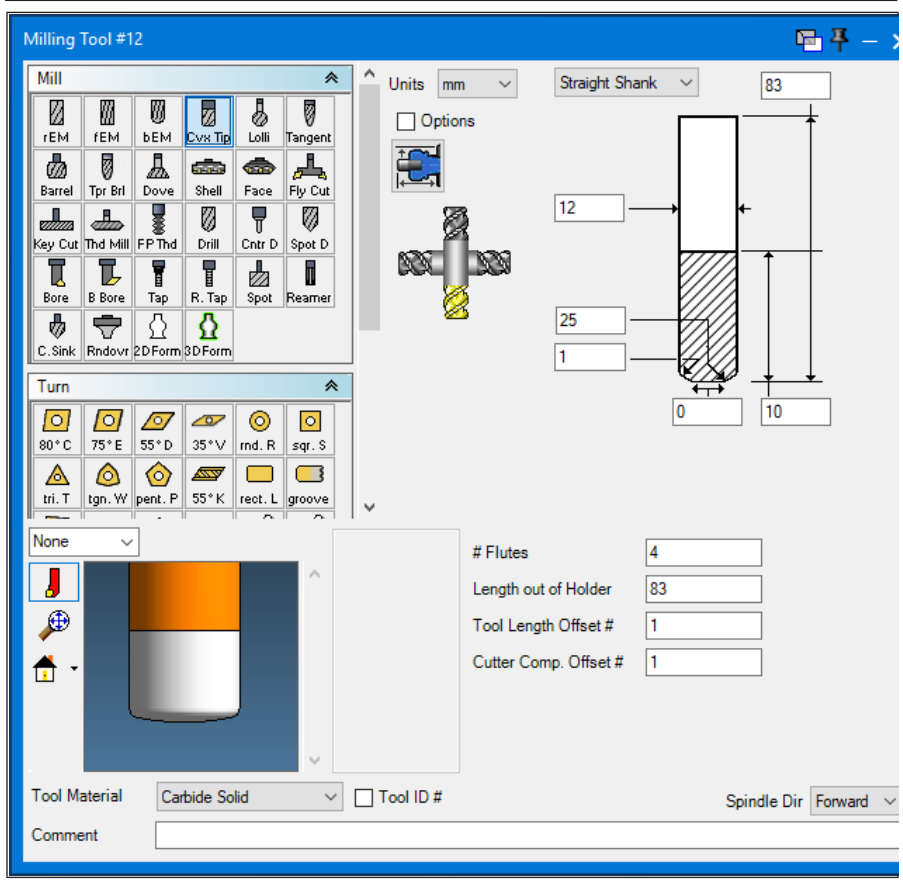 Milling Tool #12
Mill
rEM fEM bEM Cvx Tip Lolli Tangent
Barrel Tpr Brl Dove Shell Face Fly Cut
Key Cut Thd Mill FP Thd Drill Cntr D Spot D
Bore B Bore Tap R. Tap Spot Reamer
C.Sink Rndovr 2DForm 3DForm
Turn
80° C 75° E 55° D 35° V rnd. R sqr. S
tri. T tgn. W pent. P 55° K rect. L groove
Units mm
Straight Shank
83
Options
12
25
1
0
10
None
# Flutes 4
Length out of Holder 83
Tool Length Offset # 1
Cutter Comp. Offset # 1
Tool Material Carbide Solid Tool ID #
Spindle Dir Forward
Comment